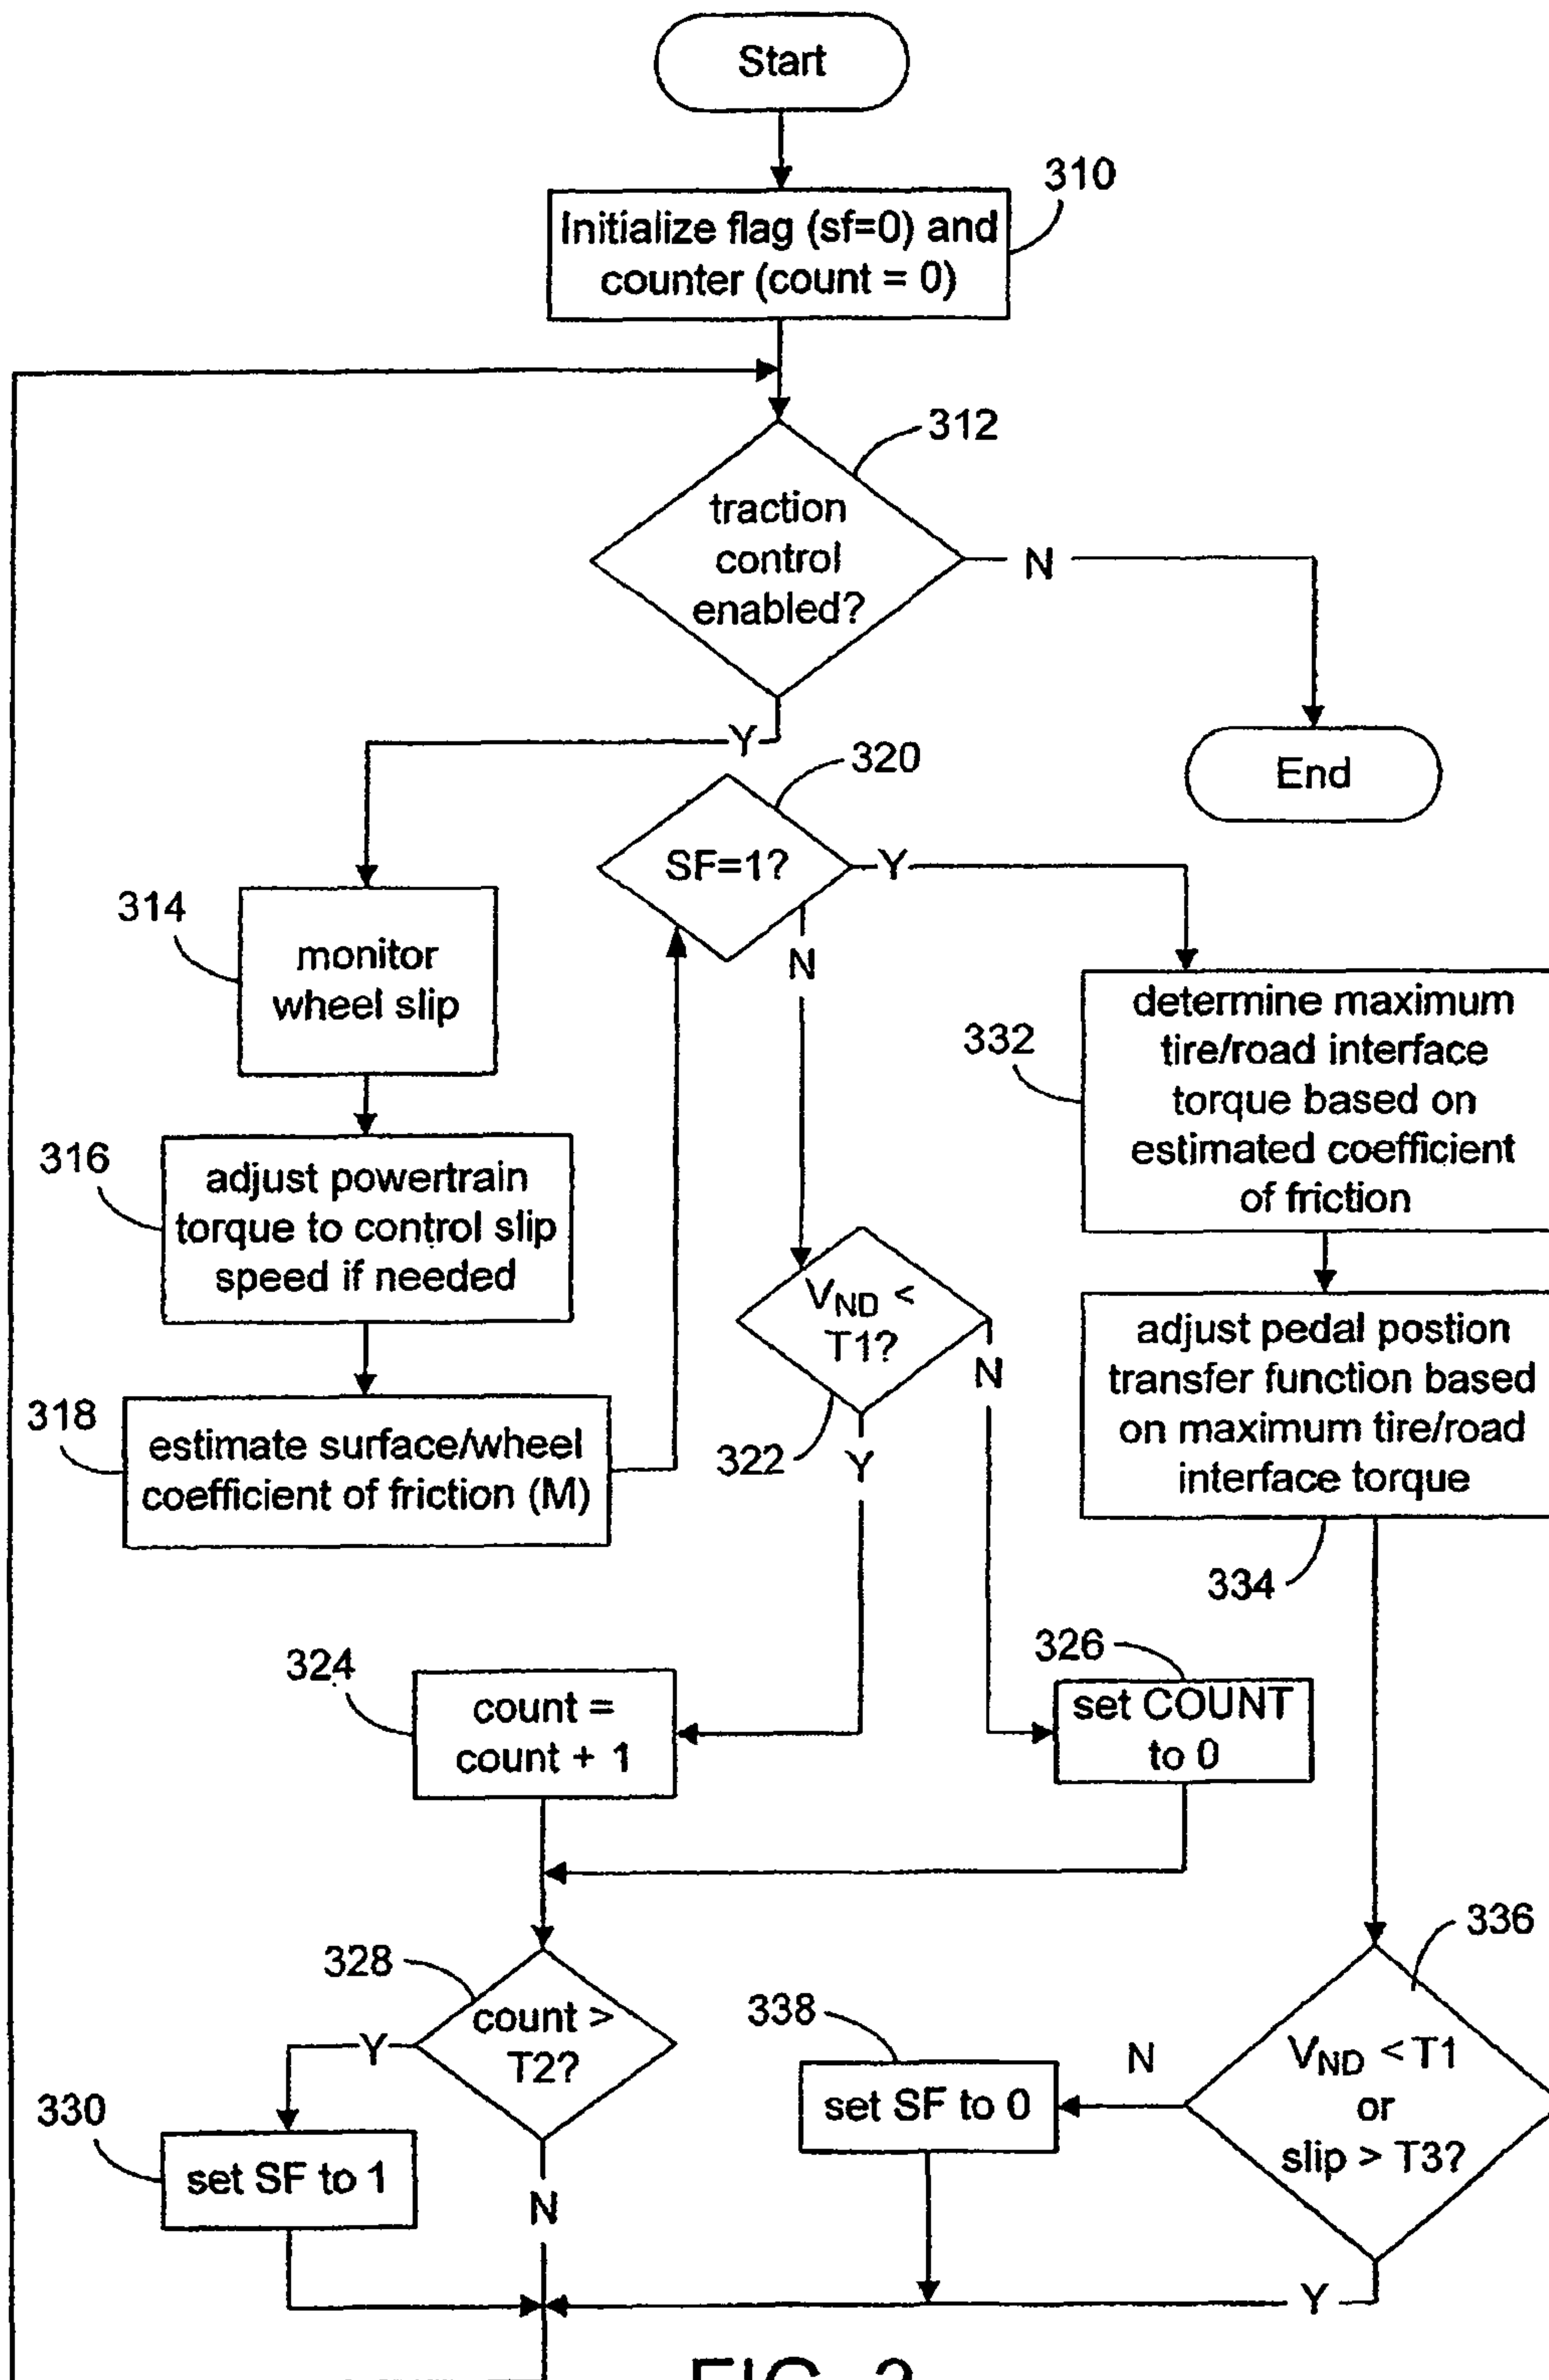 Start
310
Initialize flag (sf=0) and
counter (count = 0)
312
traction
control
enabled?
N
Y
End
320
SF=1?
Y
N
314
monitor
wheel slip
332
determine maximum
tire/road interface
torque based on
estimated coefficient
of friction
316
adjust powertrain
torque to control slip
speed if needed
VND <
T1?
N
322
Y
318
estimate surface/wheel
coefficient of friction (M)
adjust pedal postion
transfer function based
on maximum tire/road
interface torque
334
324
count =
count + 1
326
set COUNT
to 0
328
count >
T2?
Y
N
330
set SF to 1
338
set SF to 0
336
VND < T1
or
slip > T3?
N
Y